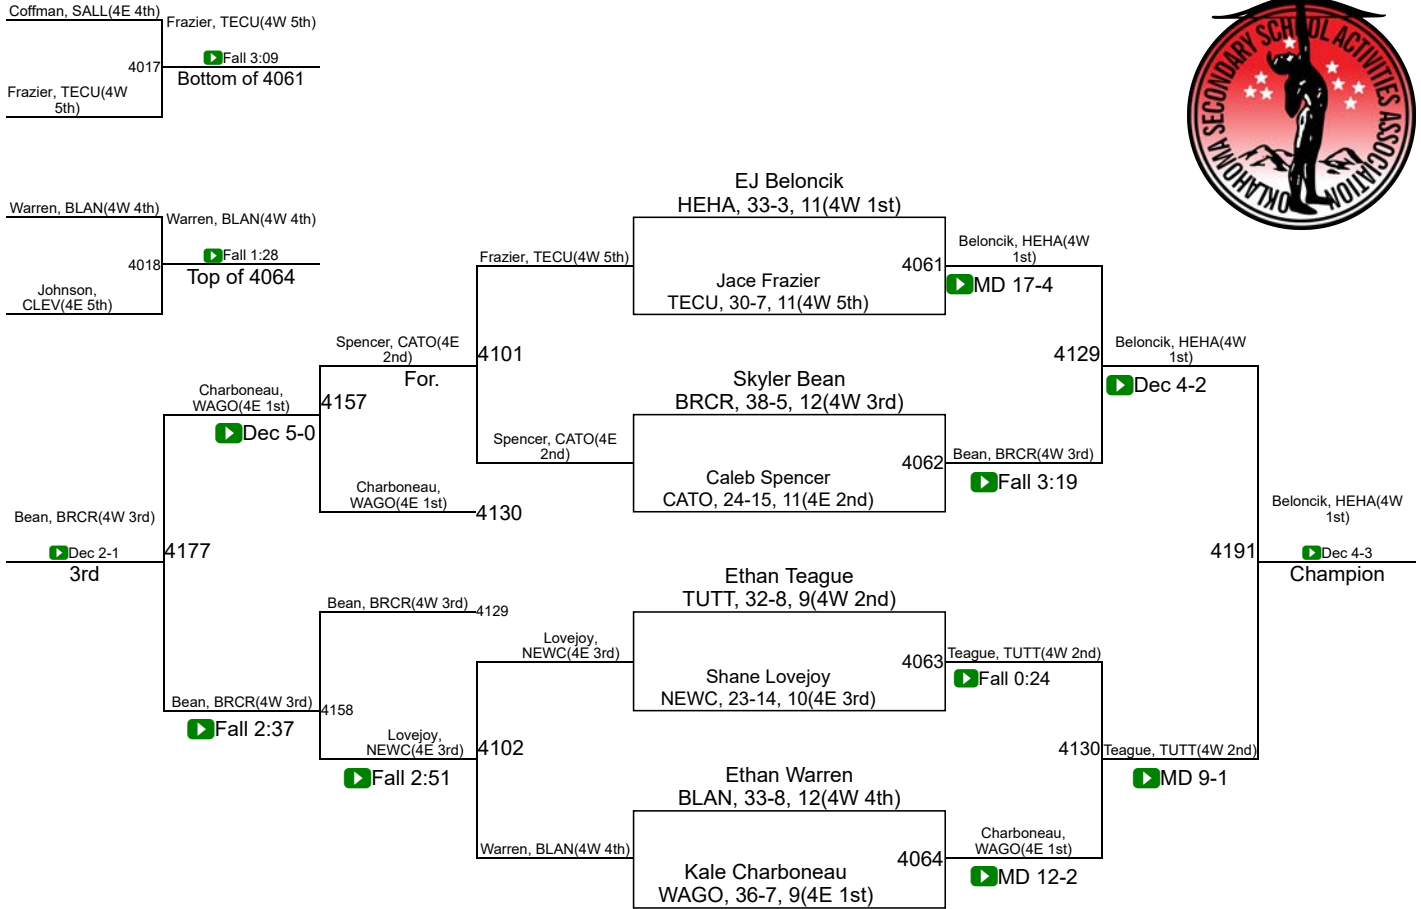 Coffman, SALL(4E 4th)
Frazier, TECU(4W 5th)
4017
Fall 3:09
Bottom of 4061
Frazier, TECU(4W
5th)
OKLAHOMA SECONDARY SCHOOL ACTIVITIES ASSOCIATION
Warren, BLAN(4W 4th)
Warren, BLAN(4W 4th)
4018
Fall 1:28
Top of 4064
Johnson,
CLEV(4E 5th)
EJ Beloncik
HEHA, 33-3, 11(4W 1st)
Frazier, TECU(4W 5th)
4061
Jace Frazier
TECU, 30-7, 11(4W 5th)
Beloncik, HEHA(4W
1st)
MD 17-4
Spencer, CATO(4E
2nd)
For.
4101
4129
Beloncik, HEHA(4W
1st)
Dec 4-2
Charboneau,
WAGO(4E 1st)
Dec 5-0
4157
Skyler Bean
BRCR, 38-5, 12(4W 3rd)
Spencer, CATO(4E
2nd)
4062
Caleb Spencer
CATO, 24-15, 11(4E 2nd)
Bean, BRCR(4W 3rd)
Fall 3:19
Charboneau,
WAGO(4E 1st)
4130
Bean, BRCR(4W 3rd)
Dec 2-1
3rd
4177
4191
Beloncik, HEHA(4W
1st)
Dec 4-3
Champion
Ethan Teague
TUTT, 32-8, 9(4W 2nd)
Bean, BRCR(4W 3rd)
4129
Lovejoy,
NEWC(4E 3rd)
4063
Shane Lovejoy
NEWC, 23-14, 10(4E 3rd)
Teague, TUTT(4W 2nd)
Fall 0:24
Bean, BRCR(4W 3rd)
Fall 2:37
4158
Lovejoy,
NEWC(4E 3rd)
Fall 2:51
4102
4130
Teague, TUTT(4W 2nd)
MD 9-1
Ethan Warren
BLAN, 33-8, 12(4W 4th)
Warren, BLAN(4W 4th)
4064
Kale Charboneau
WAGO, 36-7, 9(4E 1st)
Charboneau,
WAGO(4E 1st)
MD 12-2